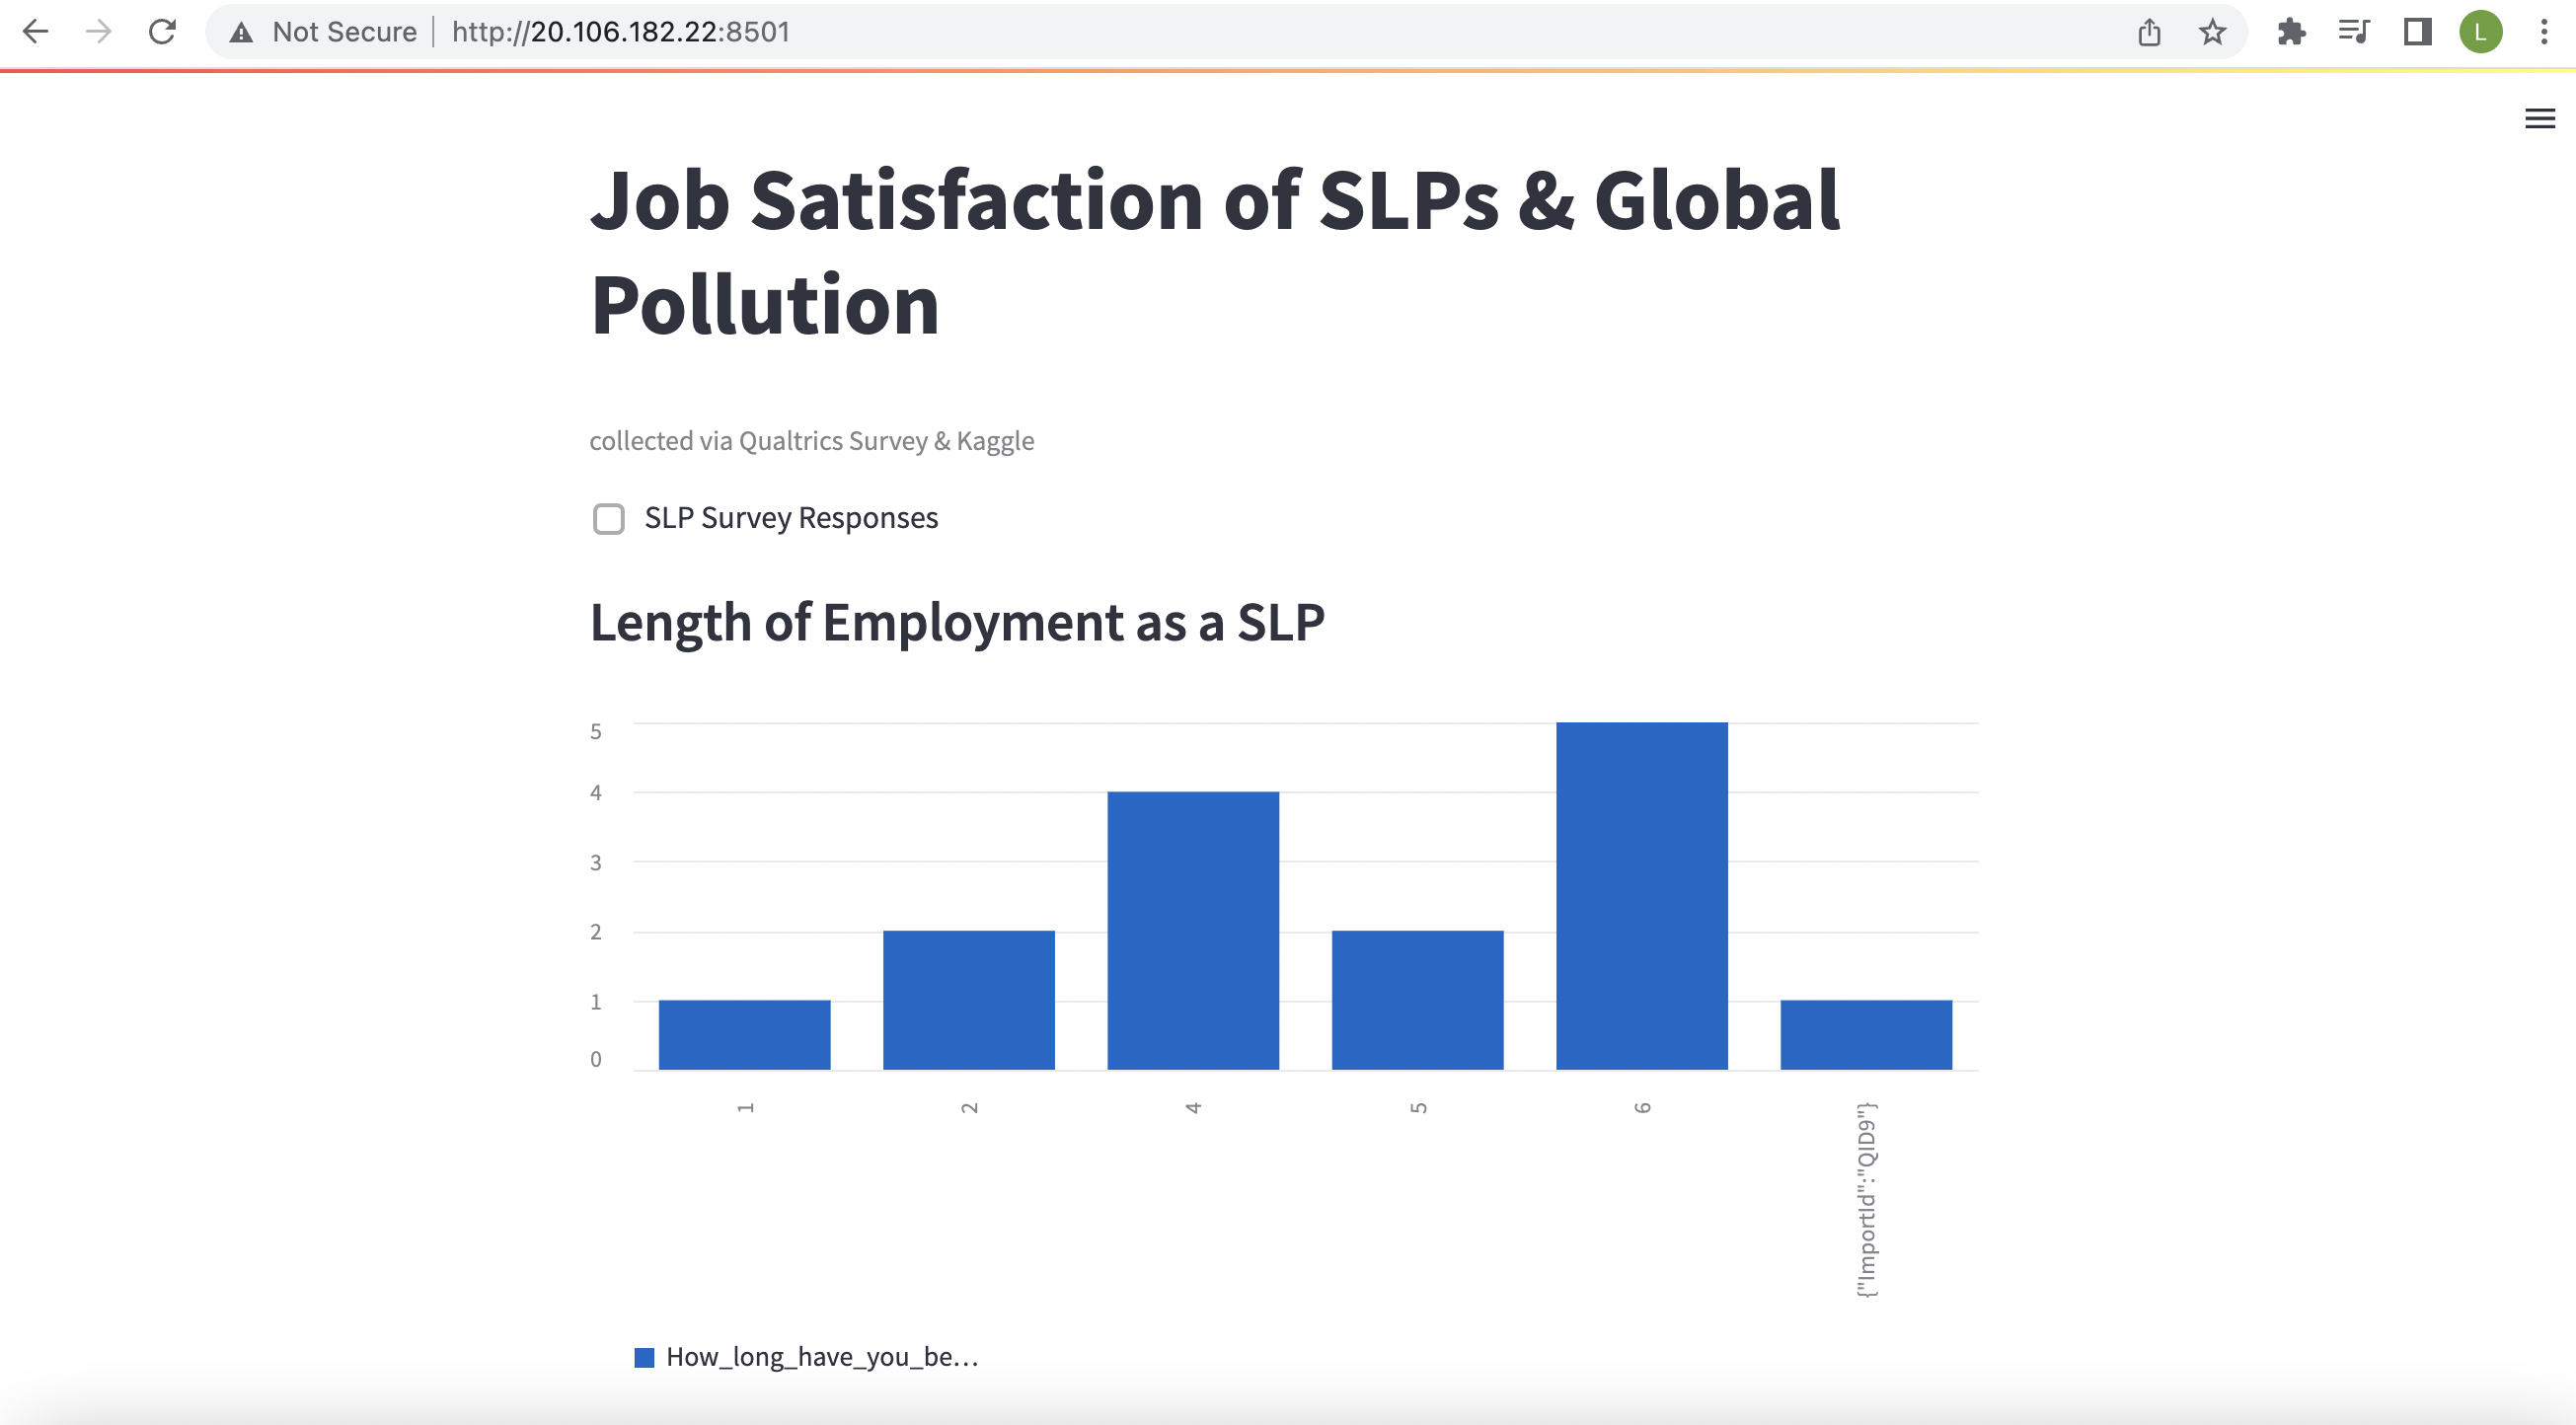 Not Secure | http://20.106.182.22:8501
L
Job Satisfaction of SLPs & Global
Pollution
collected via Qualtrics Survey & Kaggle
SLP Survey Responses
Length of Employment as a SLP
5
4
3
2
1
0
1
2
4
5
6
{"ImportId":"QID9"}
How_long_have_you_be…